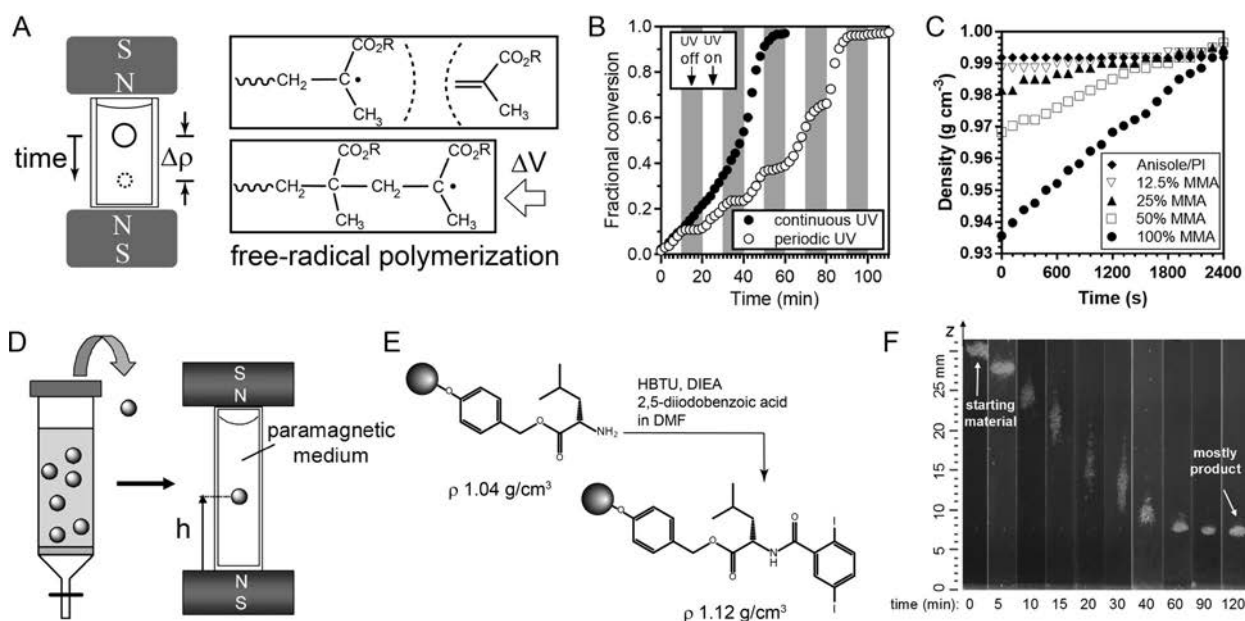 A
S
N
time
Δρ
N
S
CO₂R
CH₂
C
CH₃
CO₂R
CH₃
CO₂R
CO₂R
CH₂
C
CH₂
C
CH₃
CH₃
ΔV
free-radical polymerization
B
Fractional conversion
1.0
0.8
0.6
0.4
0.2
0.0
UV UV
off on
continuous UV
periodic UV
0 20 40 60 80 100
Time (min)
C
Density (g cm⁻³)
1.00
0.99
0.98
0.97
0.96
0.95
0.94
0.93
Anisole/PI
12.5% MMA
25% MMA
50% MMA
100% MMA
0 600 1200 1800 2400
Time (s)
D
S
N
paramagnetic
medium
h
N
S
E
O
O
O
NH₂
HBTU, DIEA
2,5-diiodobenzoic acid
in DMF
ρ 1.04 g/cm³
O
O
O
N
H
O
I
I
ρ 1.12 g/cm³
F
z
25 mm
20
15
10
5
0
starting
material
mostly
product
time (min): 0 5 10 15 20 30 40 60 90 120